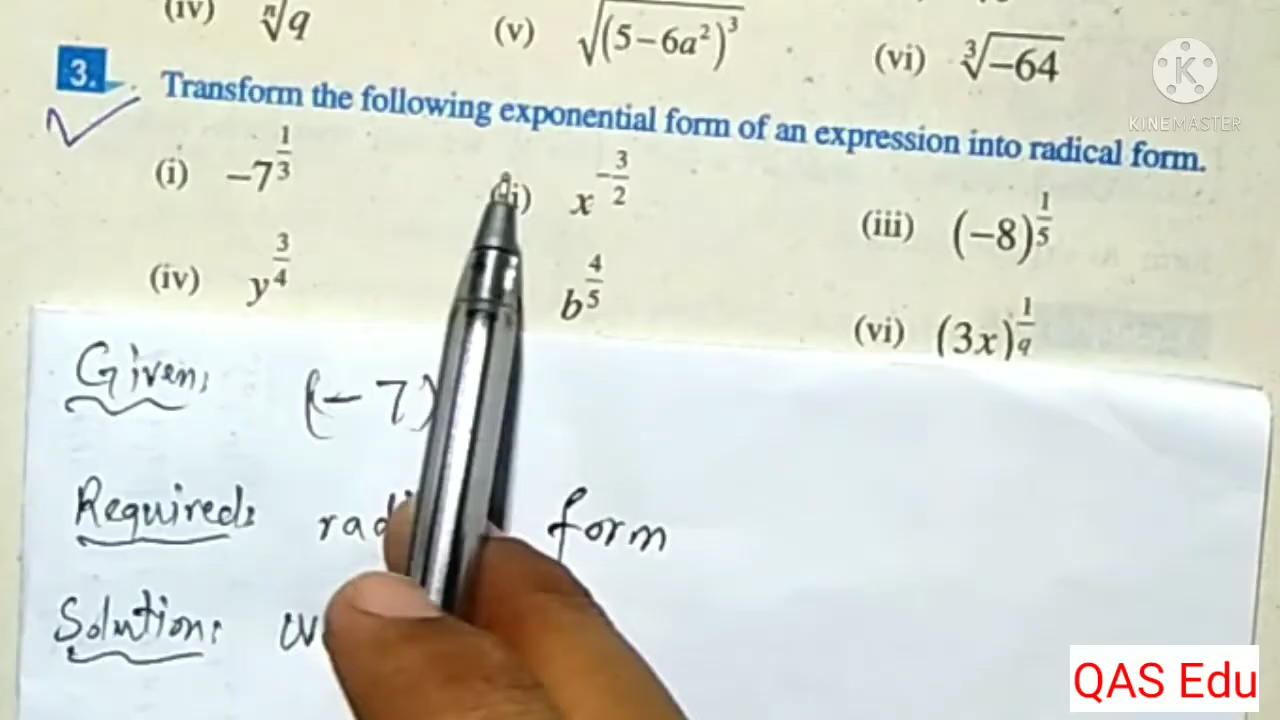 (iv) ⁿ√q (v) √(5−6a²)³ (vi) ³√−64
KINEMASTER
3. Transform the following exponential form of an expression into radical form.
(i) −7^(1/3) x^(−3/2) (iii) (−8)^(1/5)
(iv) y^(3/4) b^(4/5) (vi) (3x)^(1/q)
Given: (−7)
Required: form
Solution:
QAS Edu